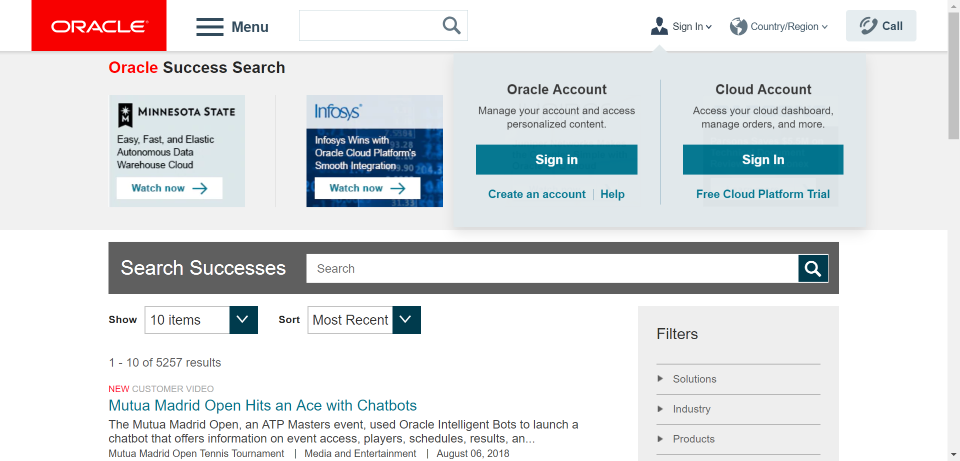 ORACLE
Menu
Sign In
Country/Region
Call
Oracle Success Search
MINNESOTA STATE
Easy, Fast, and Elastic
Autonomous Data
Warehouse Cloud
Watch now
Infosys
Infosys Wins with
Oracle Cloud Platform's
Smooth Integration
Watch now
Oracle Account
Manage your account and access
personalized content.
Sign in
Create an account | Help
Cloud Account
Access your cloud dashboard,
manage orders, and more.
Sign In
Free Cloud Platform Trial
Search Successes
Search
Show 10 items Sort Most Recent
1 - 10 of 5257 results
NEW CUSTOMER VIDEO
Mutua Madrid Open Hits an Ace with Chatbots
The Mutua Madrid Open, an ATP Masters event, used Oracle Intelligent Bots to launch a
chatbot that offers information on event access, players, schedules, results, an...
Mutua Madrid Open Tennis Tournament | Media and Entertainment | August 06, 2018
Filters
Solutions
Industry
Products